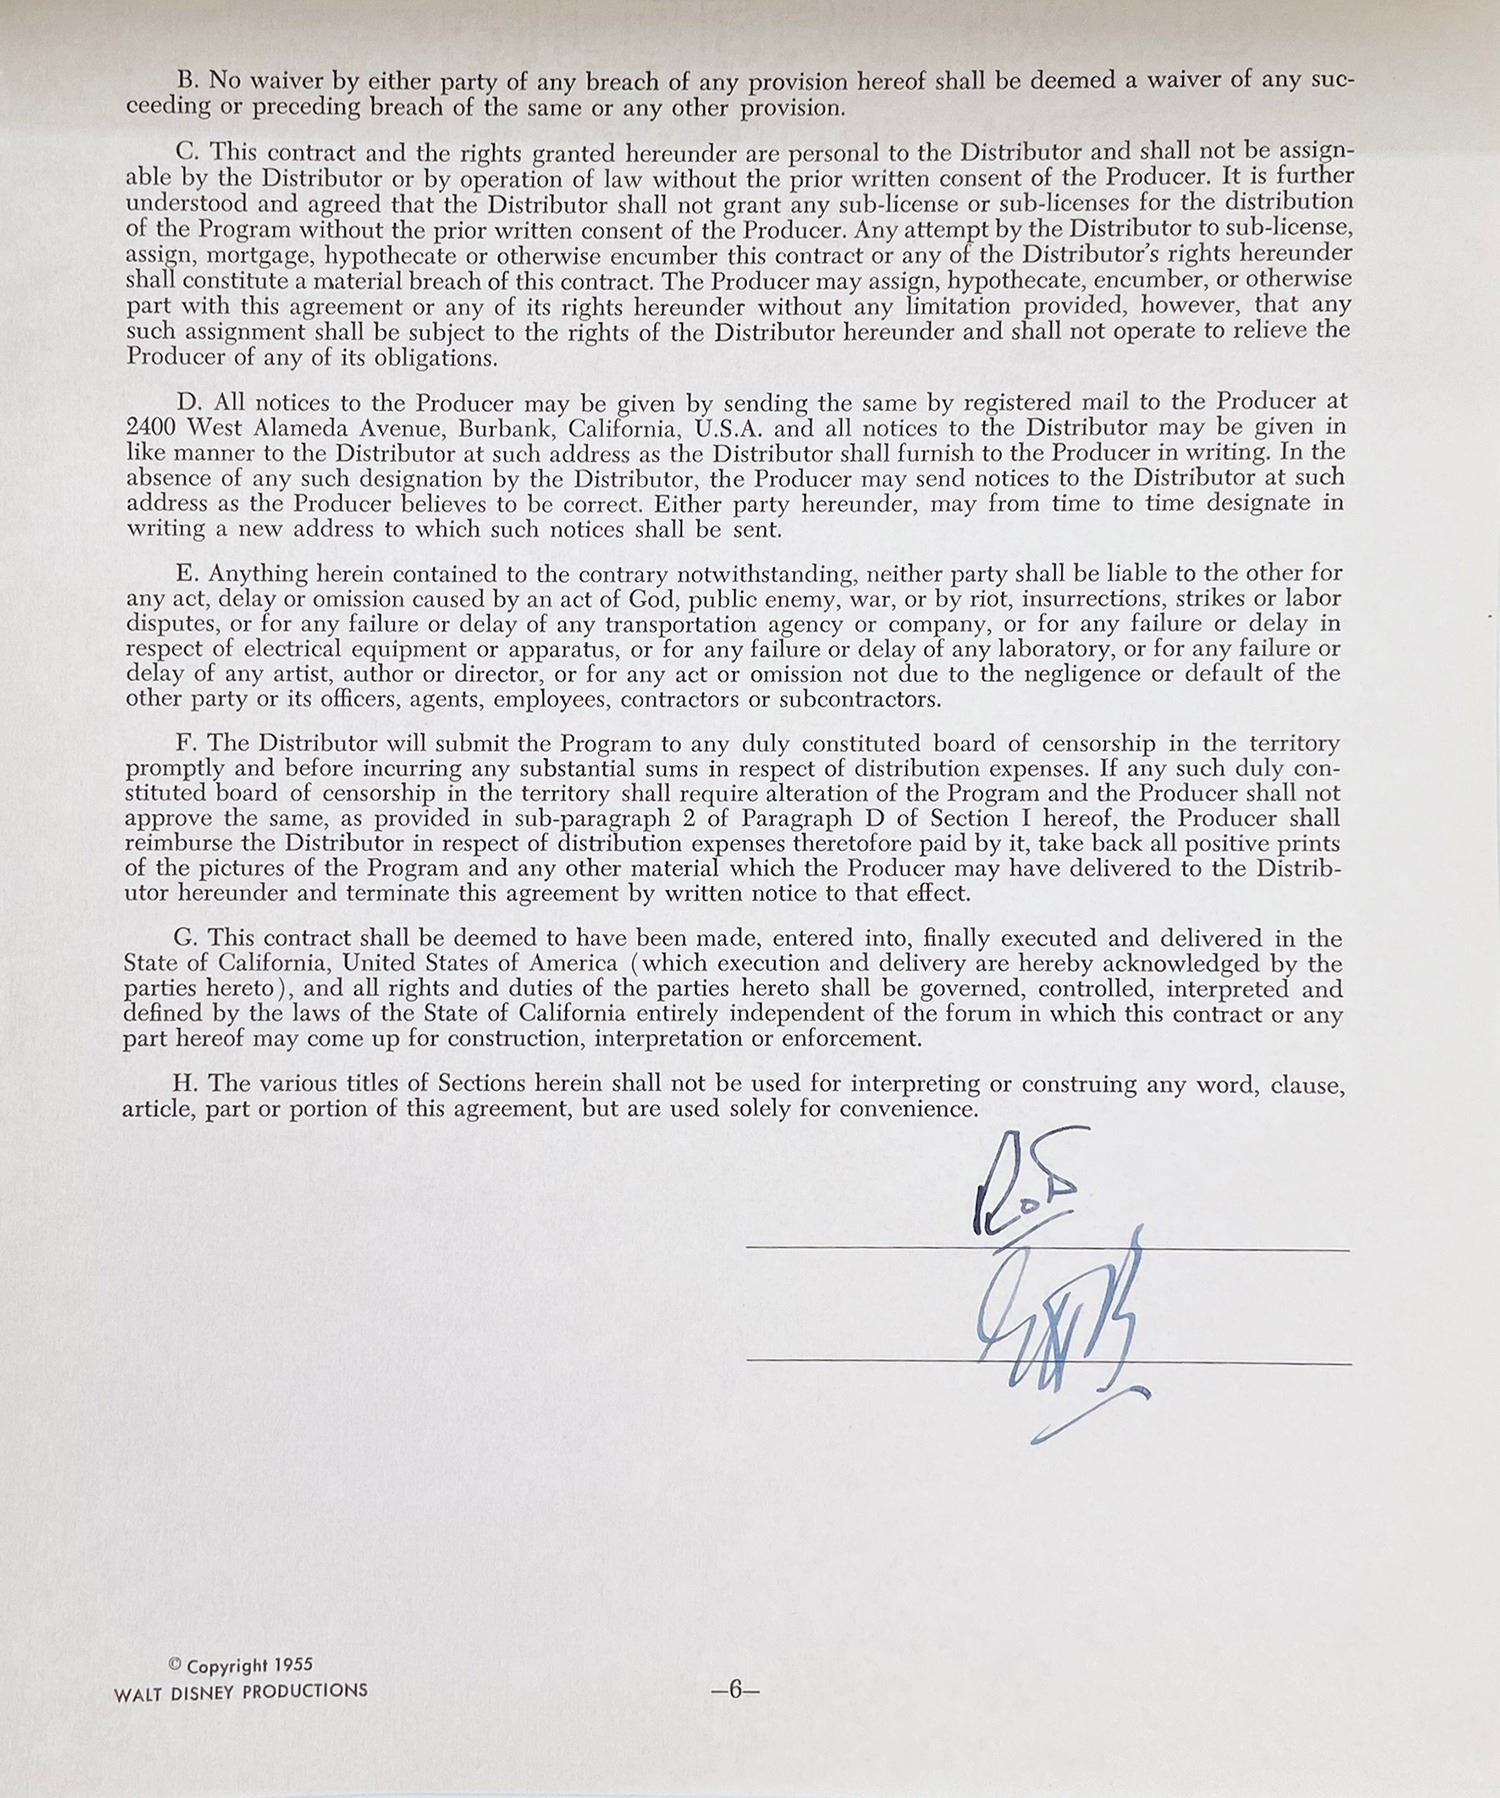 B. No waiver by either party of any breach of any provision hereof shall be deemed a waiver of any suc-
ceeding or preceding breach of the same or any other provision.
C. This contract and the rights granted hereunder are personal to the Distributor and shall not be assign-
able by the Distributor or by operation of law without the prior written consent of the Producer. It is further
understood and agreed that the Distributor shall not grant any sub-license or sub-licenses for the distribution
of the Program without the prior written consent of the Producer. Any attempt by the Distributor to sub-license,
assign, mortgage, hypothecate or otherwise encumber this contract or any of the Distributor's rights hereunder
shall constitute a material breach of this contract. The Producer may assign, hypothecate, encumber, or otherwise
part with this agreement or any of its rights hereunder without any limitation provided, however, that any
such assignment shall be subject to the rights of the Distributor hereunder and shall not operate to relieve the
Producer of any of its obligations.
D. All notices to the Producer may be given by sending the same by registered mail to the Producer at
2400 West Alameda Avenue, Burbank, California, U.S.A. and all notices to the Distributor may be given in
like manner to the Distributor at such address as the Distributor shall furnish to the Producer in writing. In the
absence of any such designation by the Distributor, the Producer may send notices to the Distributor at such
address as the Producer believes to be correct. Either party hereunder, may from time to time designate in
writing a new address to which such notices shall be sent.
E. Anything herein contained to the contrary notwithstanding, neither party shall be liable to the other for
any act, delay or omission caused by an act of God, public enemy, war, or by riot, insurrections, strikes or labor
disputes, or for any failure or delay of any transportation agency or company, or for any failure or delay in
respect of electrical equipment or apparatus, or for any failure or delay of any laboratory, or for any failure or
delay of any artist, author or director, or for any act or omission not due to the negligence or default of the
other party or its officers, agents, employees, contractors or subcontractors.
F. The Distributor will submit the Program to any duly constituted board of censorship in the territory
promptly and before incurring any substantial sums in respect of distribution expenses. If any such duly con-
stituted board of censorship in the territory shall require alteration of the Program and the Producer shall not
approve the same, as provided in sub-paragraph 2 of Paragraph D of Section I hereof, the Producer shall
reimburse the Distributor in respect of distribution expenses theretofore paid by it, take back all positive prints
of the pictures of the Program and any other material which the Producer may have delivered to the Distrib-
utor hereunder and terminate this agreement by written notice to that effect.
G. This contract shall be deemed to have been made, entered into, finally executed and delivered in the
State of California, United States of America (which execution and delivery are hereby acknowledged by the
parties hereto), and all rights and duties of the parties hereto shall be governed, controlled, interpreted and
defined by the laws of the State of California entirely independent of the forum in which this contract or any
part hereof may come up for construction, interpretation or enforcement.
H. The various titles of Sections herein shall not be used for interpreting or construing any word, clause,
article, part or portion of this agreement, but are used solely for convenience.
© Copyright 1955
WALT DISNEY PRODUCTIONS
—6—